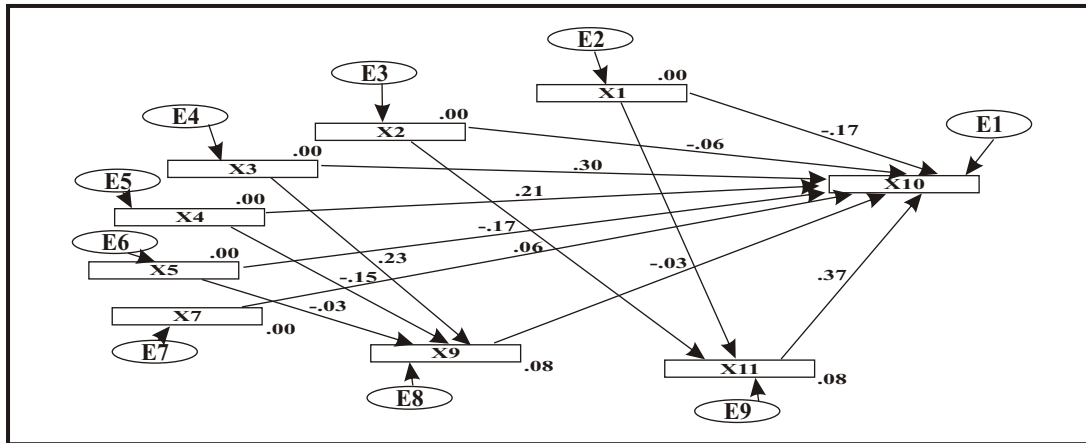 E2
.00
X1
E3
.00
X2
-.17
E1
E4
.00
X3
-.06
.30
X10
E5
.00
X4
.21
E6
.00
X5
-.17
.23
.06
-.03
-.15
.37
-.03
X7
.00
E7
X9
.08
X11
.08
E8
E9